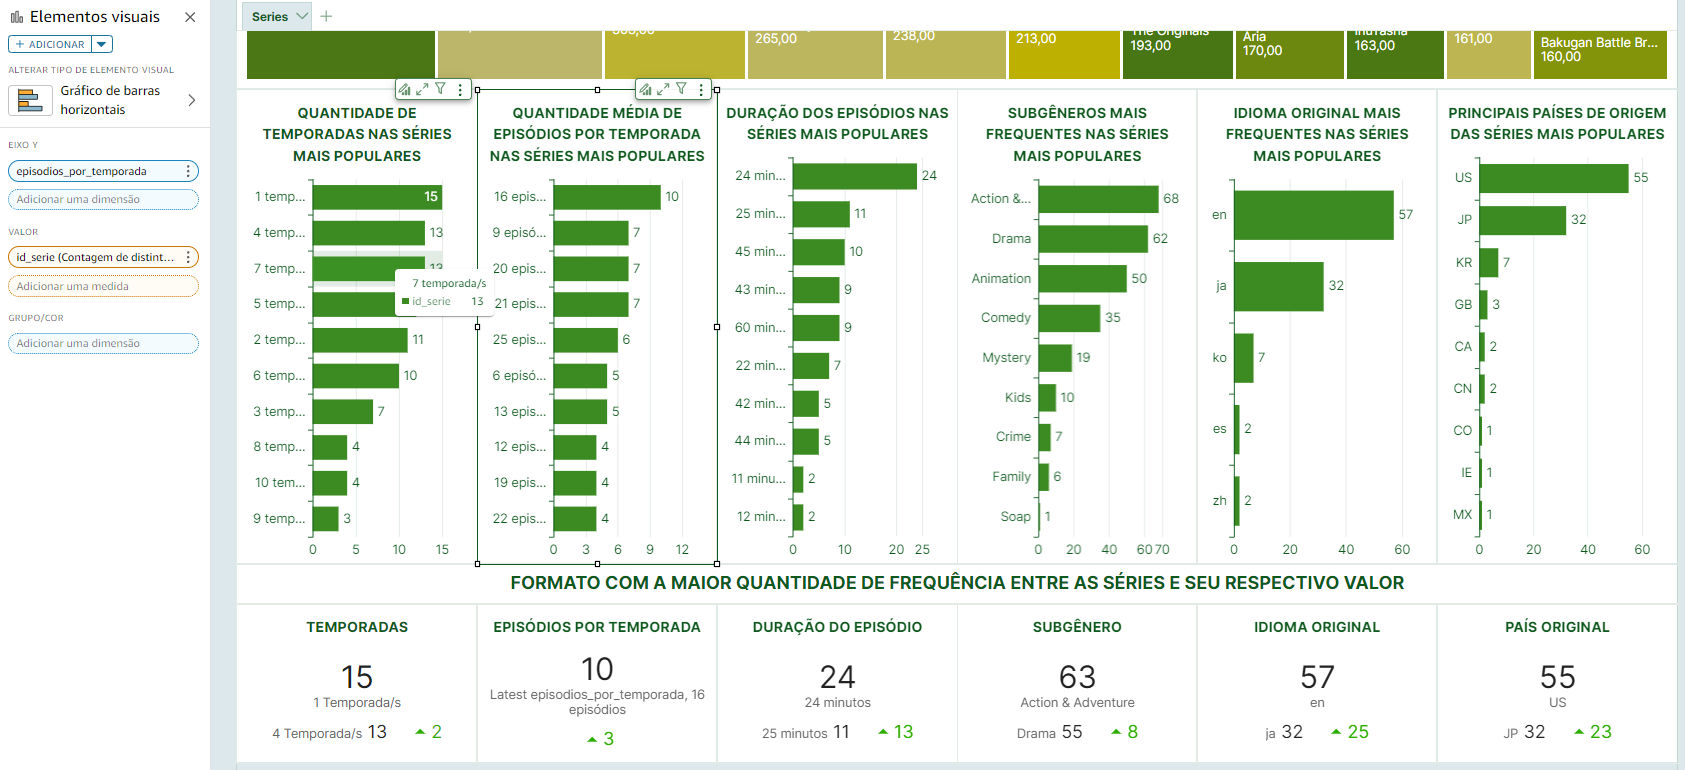 Elementos visuais
ADICIONAR
ALTERAR TIPO DE ELEMENTO VISUAL
Gráfico de barras
horizontais
EIXO Y
episodios_por_temporada
Adicionar uma dimensão
VALOR
id_serie (Contagem de distint...
Adicionar uma medida
GRUPO/COR
Adicionar uma dimensão
Series
265,00
238,00
213,00
The Originals
193,00
Aria
170,00
163,00
161,00
Bakugan Battle Br...
160,00
QUANTIDADE DE
TEMPORADAS NAS SÉRIES
MAIS POPULARES
1 temp... 15
4 temp... 13
7 temp... 13
5 temp...
2 temp... 11
6 temp... 10
3 temp... 7
8 temp... 4
10 tem... 4
9 temp... 3
0 5 10 15
7 temporada/s
id_serie 13
QUANTIDADE MÉDIA DE
EPISÓDIOS POR TEMPORADA
NAS SÉRIES MAIS POPULARES
16 epis... 10
9 episó... 7
20 epis... 7
21 epis... 7
25 epis... 6
6 episó... 5
13 epis... 5
12 epis... 4
19 epis... 4
22 epis... 4
0 3 6 9 12
DURAÇÃO DOS EPISÓDIOS NAS
SÉRIES MAIS POPULARES
24 min... 24
25 min... 11
45 min... 10
43 min... 9
60 min... 9
22 min... 7
42 min... 5
44 min... 5
11 minu... 2
12 min... 2
0 10 20 25
SUBGÊNEROS MAIS
FREQUENTES NAS SÉRIES
MAIS POPULARES
Action &... 68
Drama 62
Animation 50
Comedy 35
Mystery 19
Kids 10
Crime 7
Family 6
Soap 1
0 20 40 60 70
IDIOMA ORIGINAL MAIS
FREQUENTES NAS SÉRIES
MAIS POPULARES
en 57
ja 32
ko 7
es 2
zh 2
0 20 40 60
PRINCIPAIS PAÍSES DE ORIGEM
DAS SÉRIES MAIS POPULARES
US 55
JP 32
KR 7
GB 3
CA 2
CN 2
CO 1
IE 1
MX 1
0 20 40 60
FORMATO COM A MAIOR QUANTIDADE DE FREQUÊNCIA ENTRE AS SÉRIES E SEU RESPECTIVO VALOR
TEMPORADAS
15
1 Temporada/s
4 Temporada/s 13 2
EPISÓDIOS POR TEMPORADA
10
Latest episodios_por_temporada, 16
episódios
3
DURAÇÃO DO EPISÓDIO
24
24 minutos
25 minutos 11 13
SUBGÊNERO
63
Action & Adventure
Drama 55 8
IDIOMA ORIGINAL
57
en
ja 32 25
PAÍS ORIGINAL
55
US
JP 32 23